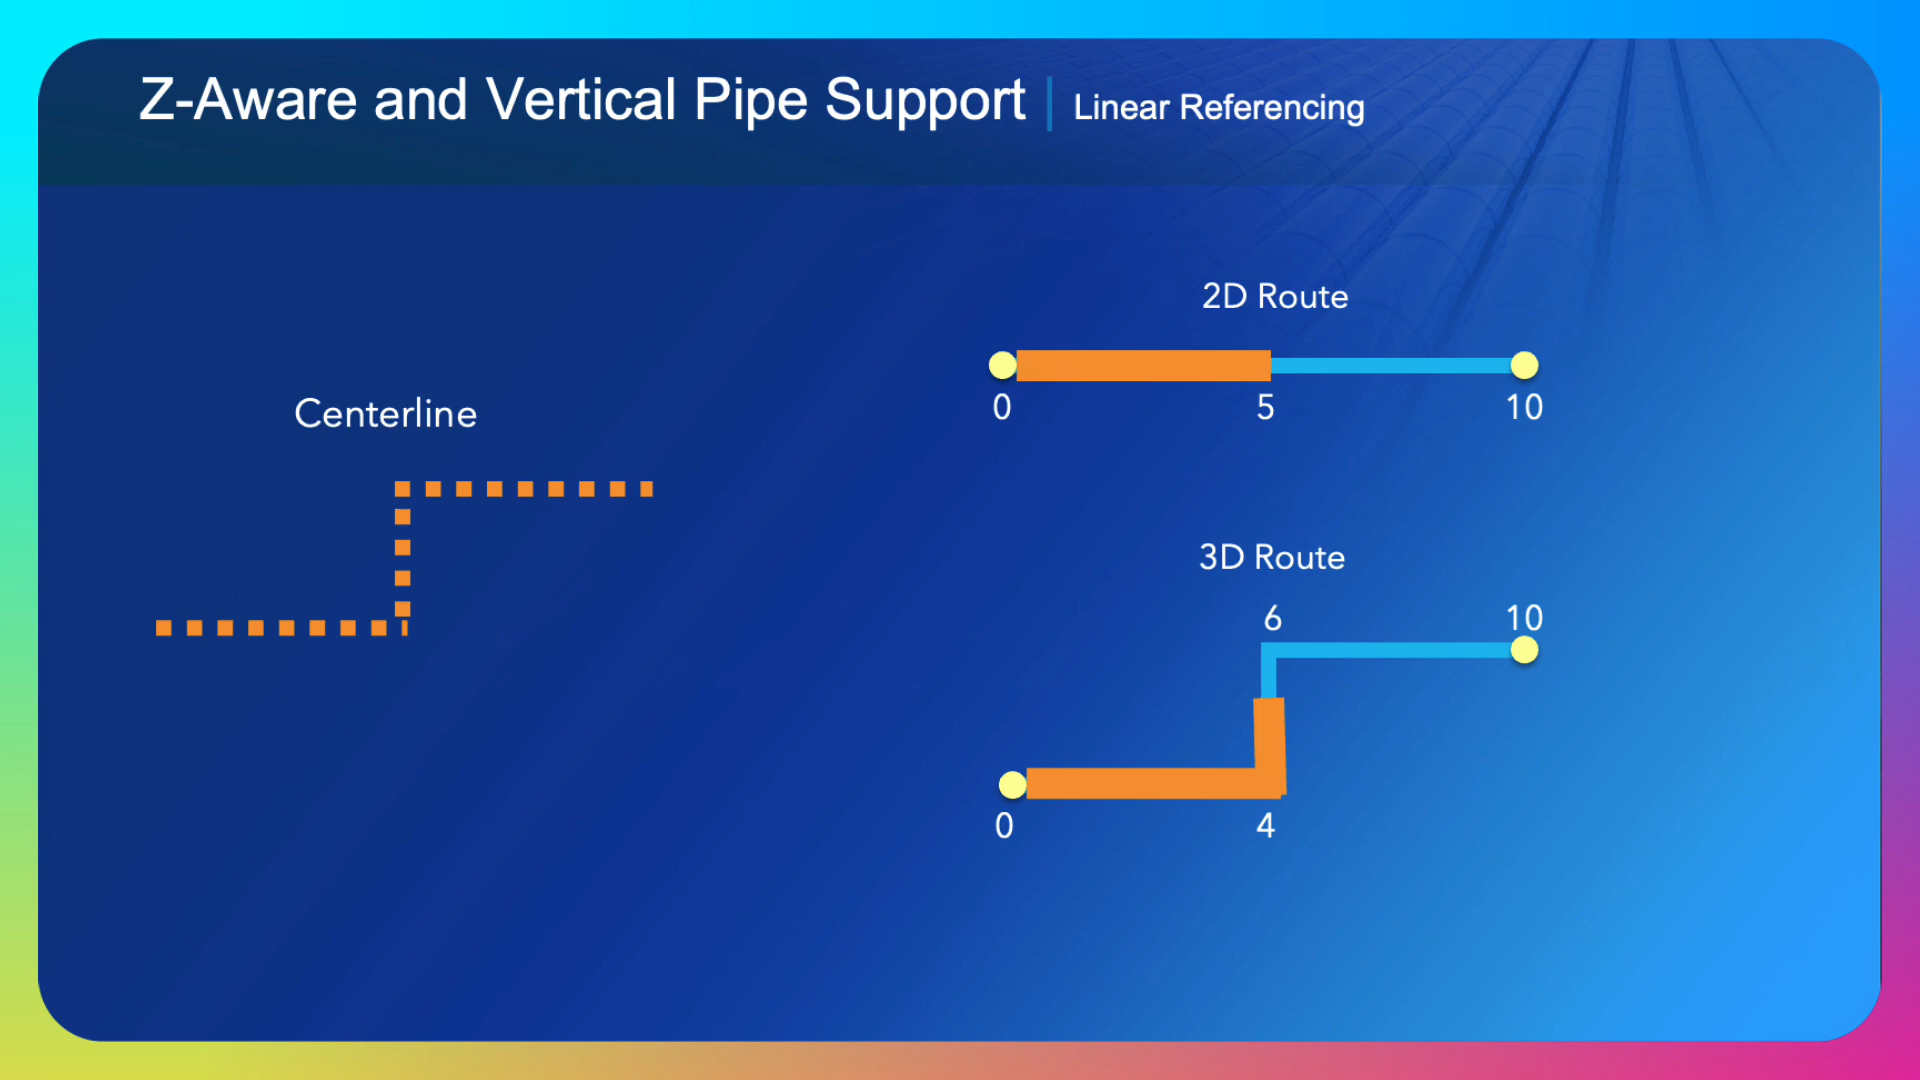 Z-Aware and Vertical Pipe Support | Linear Referencing
Centerline
2D Route
0 5 10
3D Route
6 10
0 4